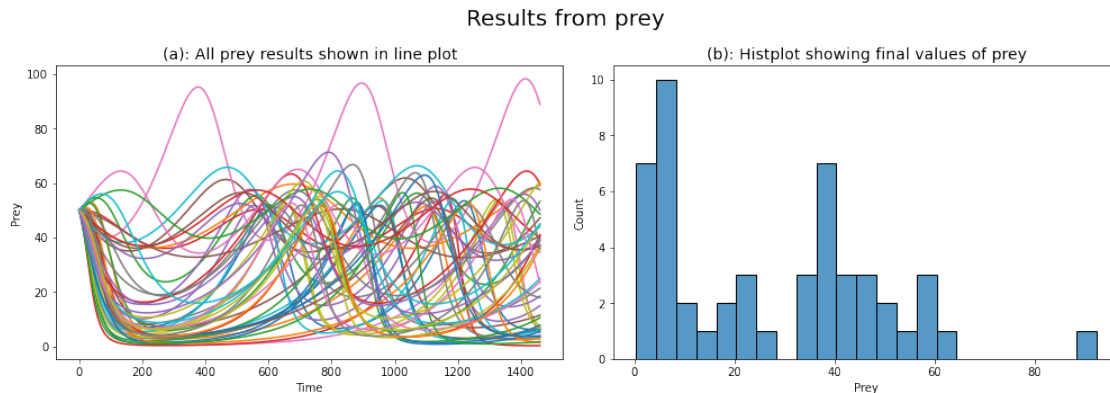 Results from prey
(a): All prey results shown in line plot
100
80
60
40
20
0
Prey
0 200 400 600 800 1000 1200 1400
Time
(b): Histplot showing final values of prey
10
8
6
4
2
0
Count
0 20 40 60 80
Prey